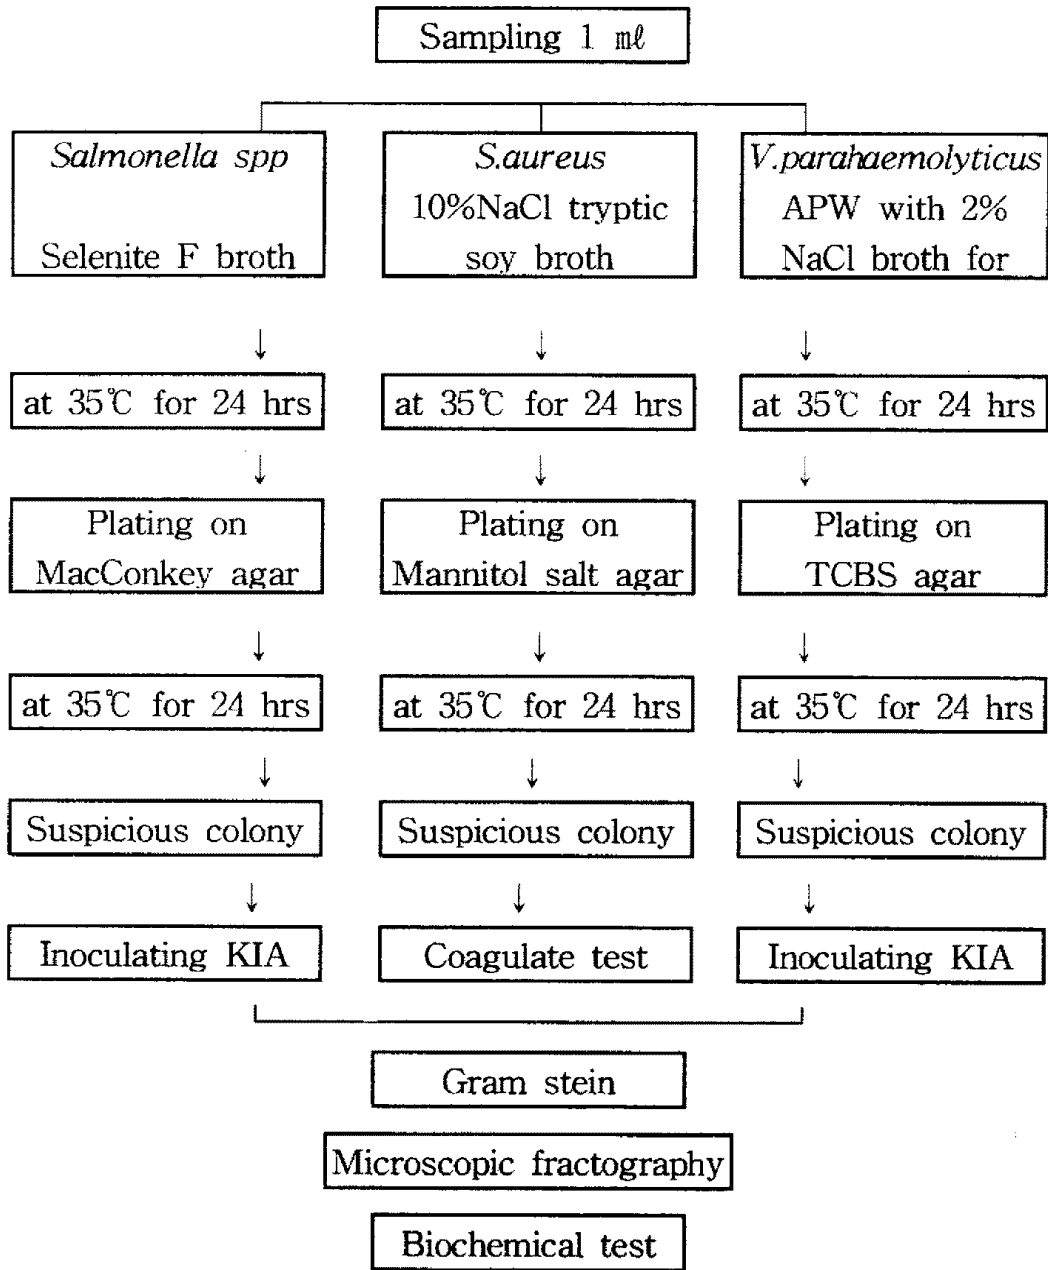 Sampling 1 ㎖
Salmonella spp
Selenite F broth
S.aureus
10%NaCl tryptic
soy broth
V.parahaemolyticus
APW with 2%
NaCl broth for
↓
↓
↓
at 35℃ for 24 hrs
at 35℃ for 24 hrs
at 35℃ for 24 hrs
↓
↓
↓
Plating on
MacConkey agar
Plating on
Mannitol salt agar
Plating on
TCBS agar
↓
↓
↓
at 35℃ for 24 hrs
at 35℃ for 24 hrs
at 35℃ for 24 hrs
↓
↓
↓
Suspicious colony
Suspicious colony
Suspicious colony
↓
↓
↓
Inoculating KIA
Coagulate test
Inoculating KIA
Gram stein
Microscopic fractography
Biochemical test